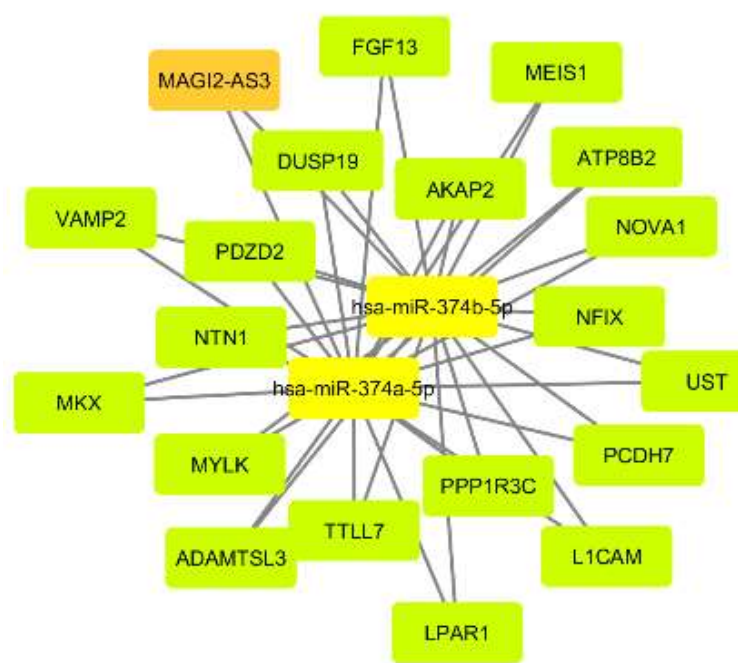 FGF13
MAGI2-AS3
MEIS1
DUSP19
ATP8B2
AKAP2
VAMP2
NOVA1
PDZD2
hsa-miR-374b-5p
NFIX
NTN1
hsa-miR-374a-5p
UST
MKX
MYLK
PCDH7
PPP1R3C
TTLL7
ADAMTSL3
L1CAM
LPAR1